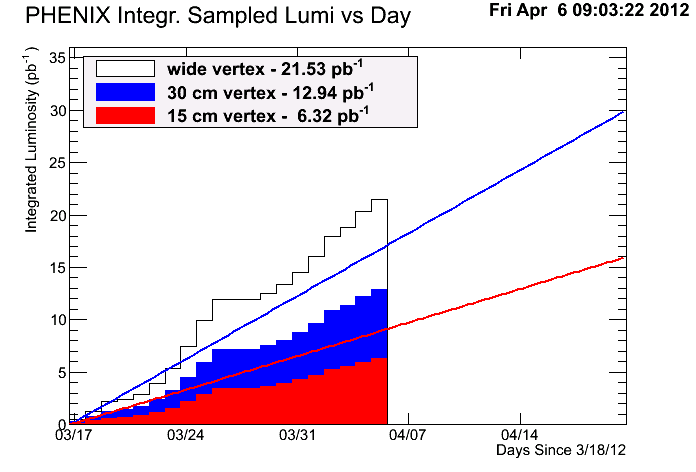 PHENIX Integr. Sampled Lumi vs Day
Fri Apr 6 09:03:22 2012
Integrated Luminosity (pb⁻¹)
wide vertex - 21.53 pb⁻¹
30 cm vertex - 12.94 pb⁻¹
15 cm vertex - 6.32 pb⁻¹
35
30
25
20
15
10
5
0
03/17 03/24 03/31 04/07 04/14
Days Since 3/18/12